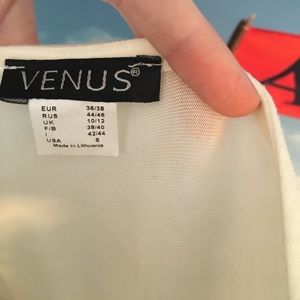 VENUS®
EUR 36/38
RUS 44/46
UK 10/12
F/B 38/40
I 42/44
USA S
Made in Lithuania
A